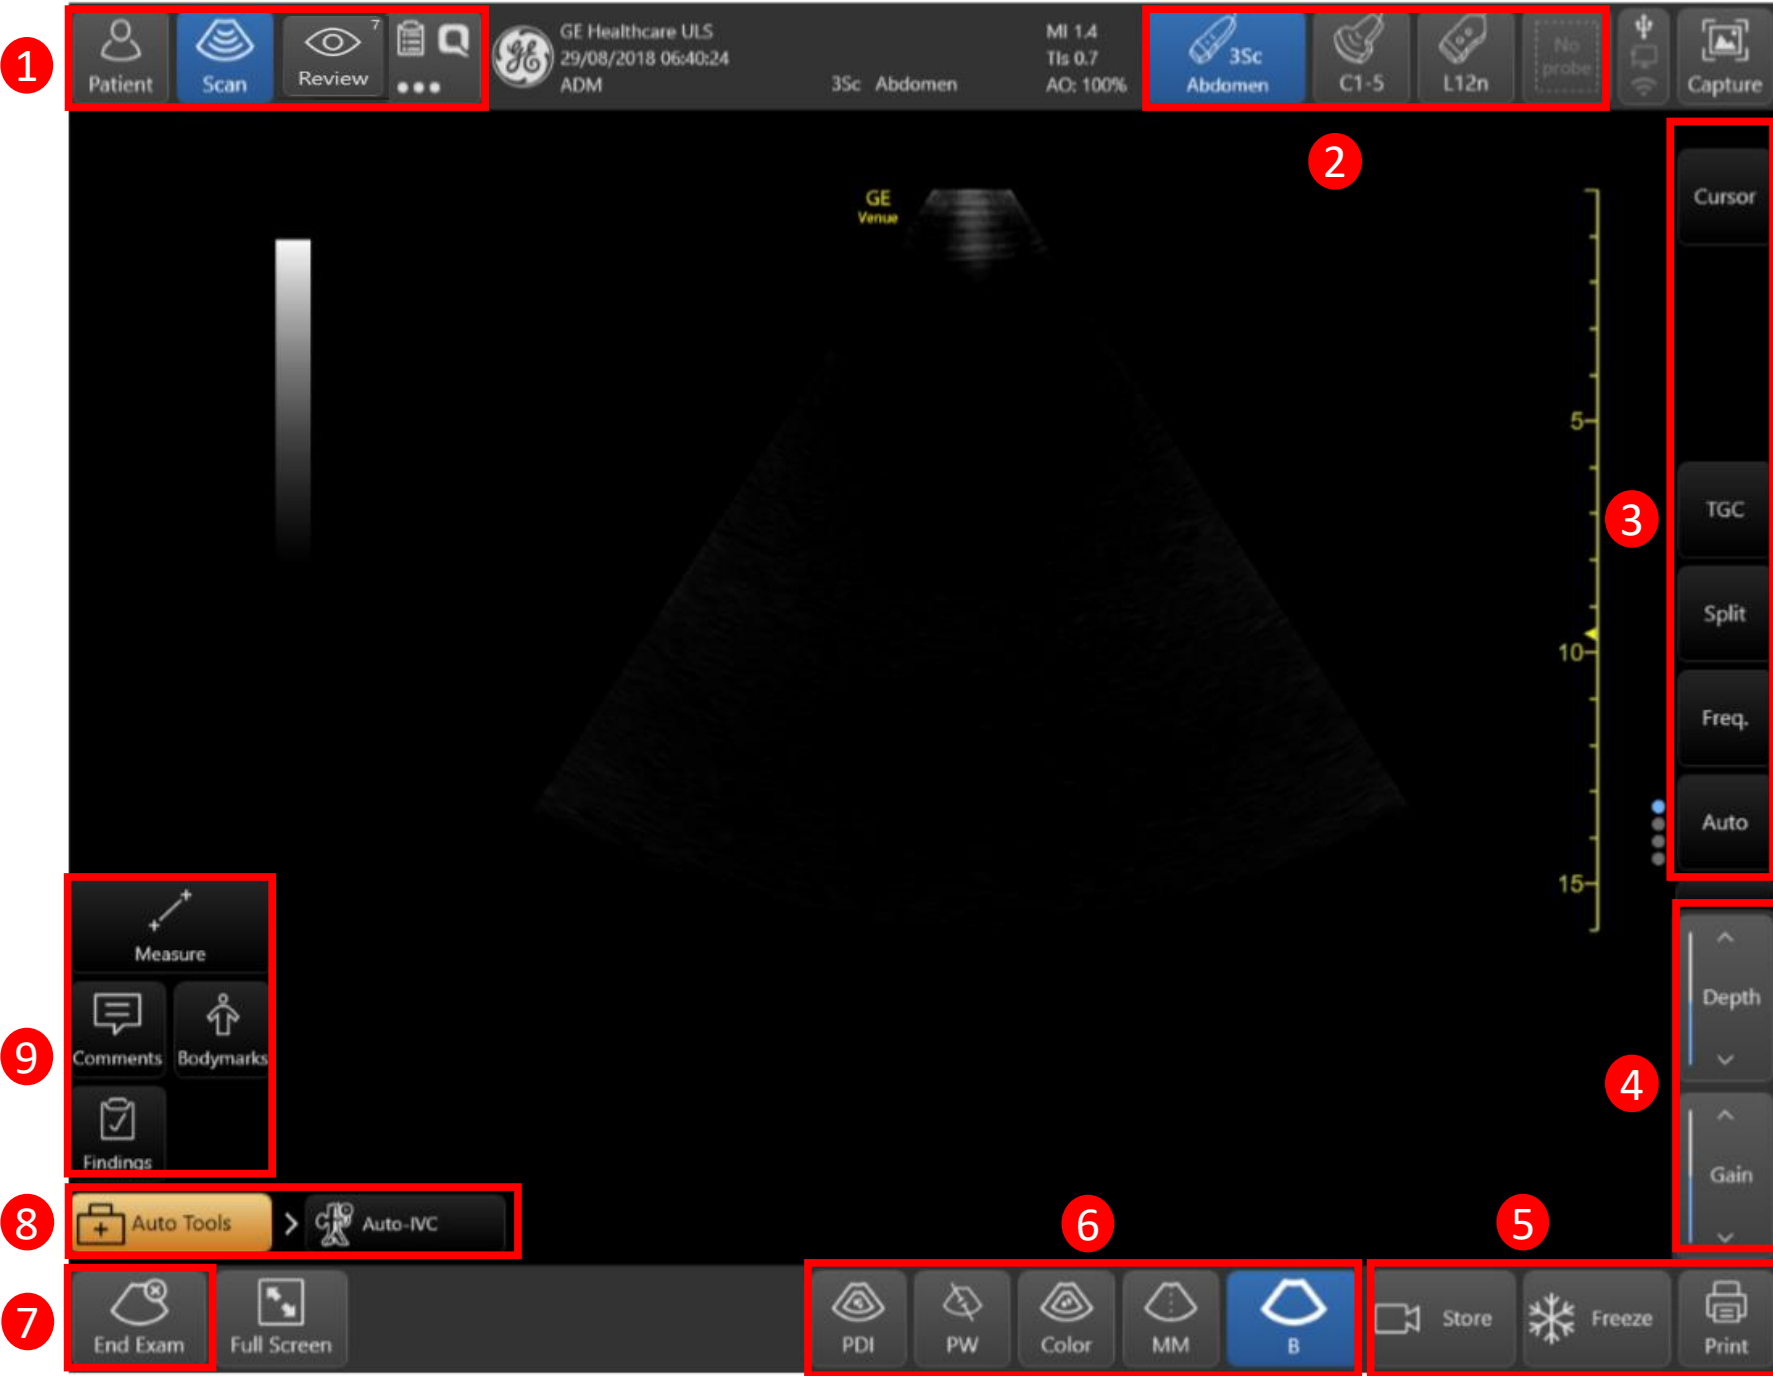 1
Patient
Scan
Review
7
Q
GE
GE Healthcare ULS
29/08/2018 06:40:24
ADM
3Sc Abdomen
MI 1.4
TIs 0.7
AO: 100%
3Sc
Abdomen
C1-5
L12n
No
probe
Capture
2
GE
Venue
Cursor
5
3
TGC
Split
10
Freq.
Auto
15
Measure
Depth
9
Comments
Bodymarks
4
Findings
Gain
8
Auto Tools
Auto-IVC
6
5
7
End Exam
Full Screen
PDI
PW
Color
MM
B
Store
Freeze
Print